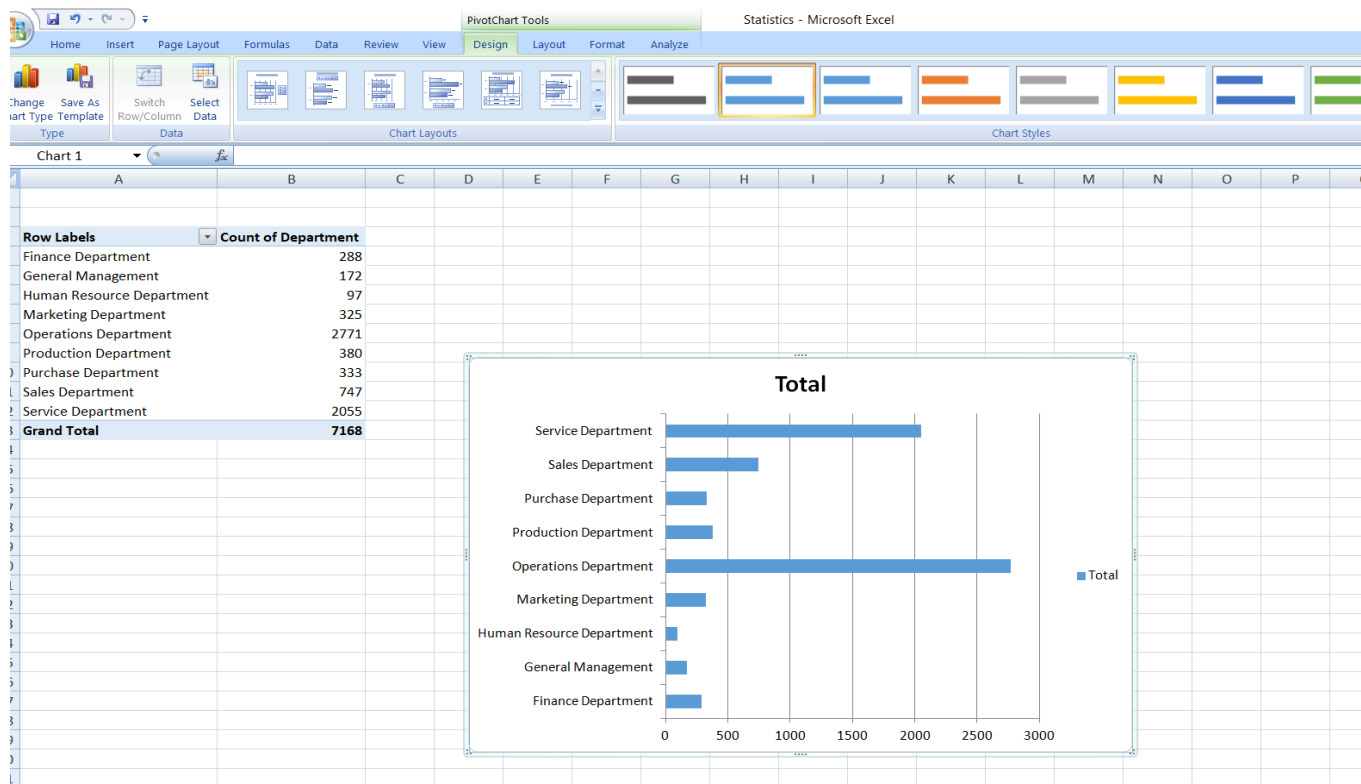 PivotChart Tools
Statistics - Microsoft Excel
Home Insert Page Layout Formulas Data Review View Design Layout Format Analyze
Save As Switch Select
Type Template Row/Column Data
Type Data Chart Layouts Chart Styles
Chart 1 fx
A B C D E F G H I J K L M N O P
Row Labels Count of Department
Finance Department 288
General Management 172
Human Resource Department 97
Marketing Department 325
Operations Department 2771
Production Department 380
Purchase Department 333
Sales Department 747
Service Department 2055
Grand Total 7168
Total
Service Department
Sales Department
Purchase Department
Production Department
Operations Department
Marketing Department
Human Resource Department
General Management
Finance Department
0 500 1000 1500 2000 2500 3000
Total